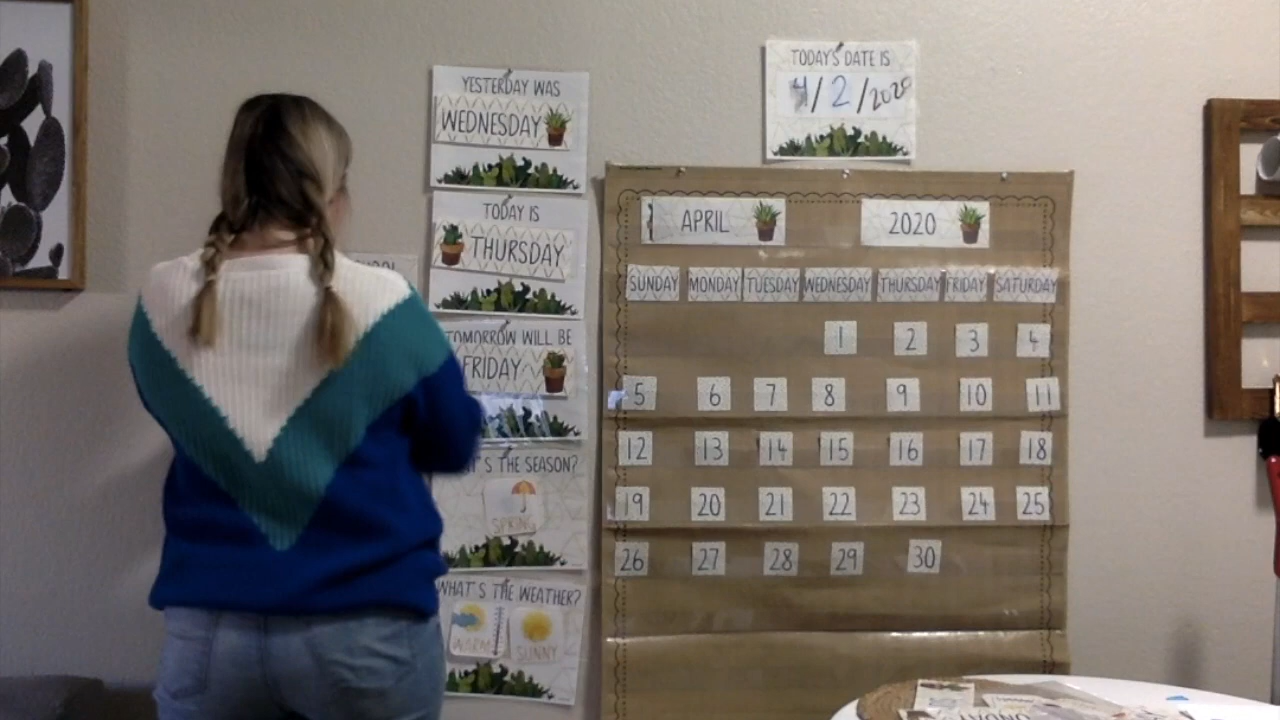 YESTERDAY WAS
WEDNESDAY
TODAY IS
THURSDAY
TOMORROW WILL BE
FRIDAY
'S THE SEASON?
SPRING
WHAT'S THE WEATHER?
WARM
SUNNY
TODAY'S DATE IS
4/2/2020
APRIL 2020
SUNDAY MONDAY TUESDAY WEDNESDAY THURSDAY FRIDAY SATURDAY
1 2 3 4
5 6 7 8 9 10 11
12 13 14 15 16 17 18
19 20 21 22 23 24 25
26 27 28 29 30